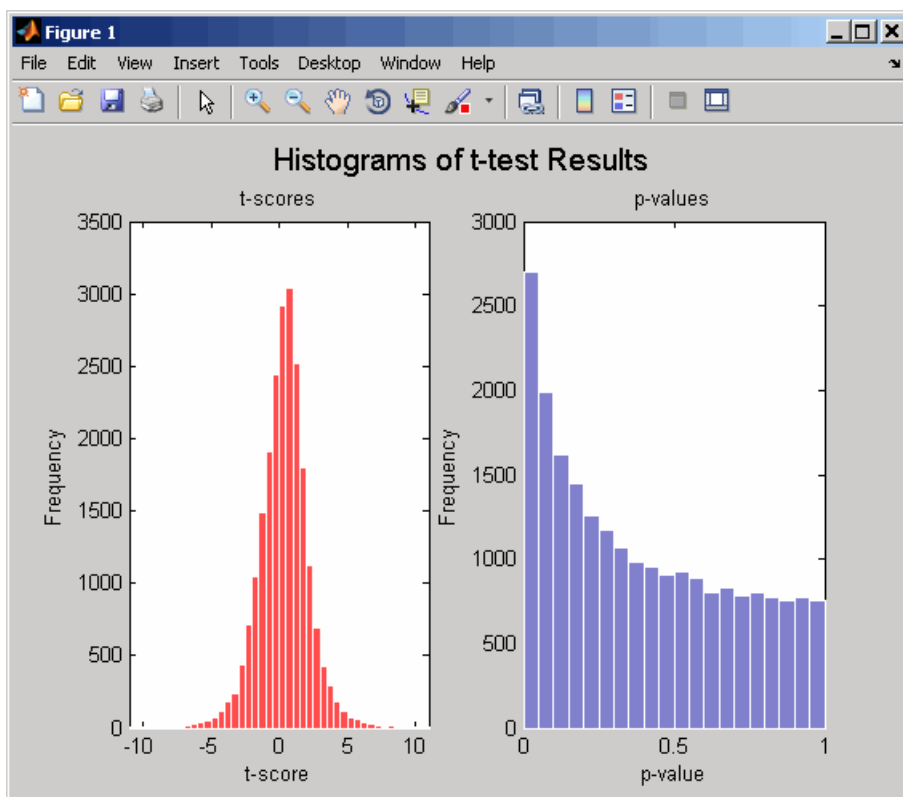 Figure 1
File Edit View Insert Tools Desktop Window Help
Histograms of t-test Results
t-scores
3500
3000
2500
2000
1500
1000
500
0
Frequency
-10 -5 0 5 10
t-score
p-values
3000
2500
2000
1500
1000
500
0
Frequency
0 0.5 1
p-value